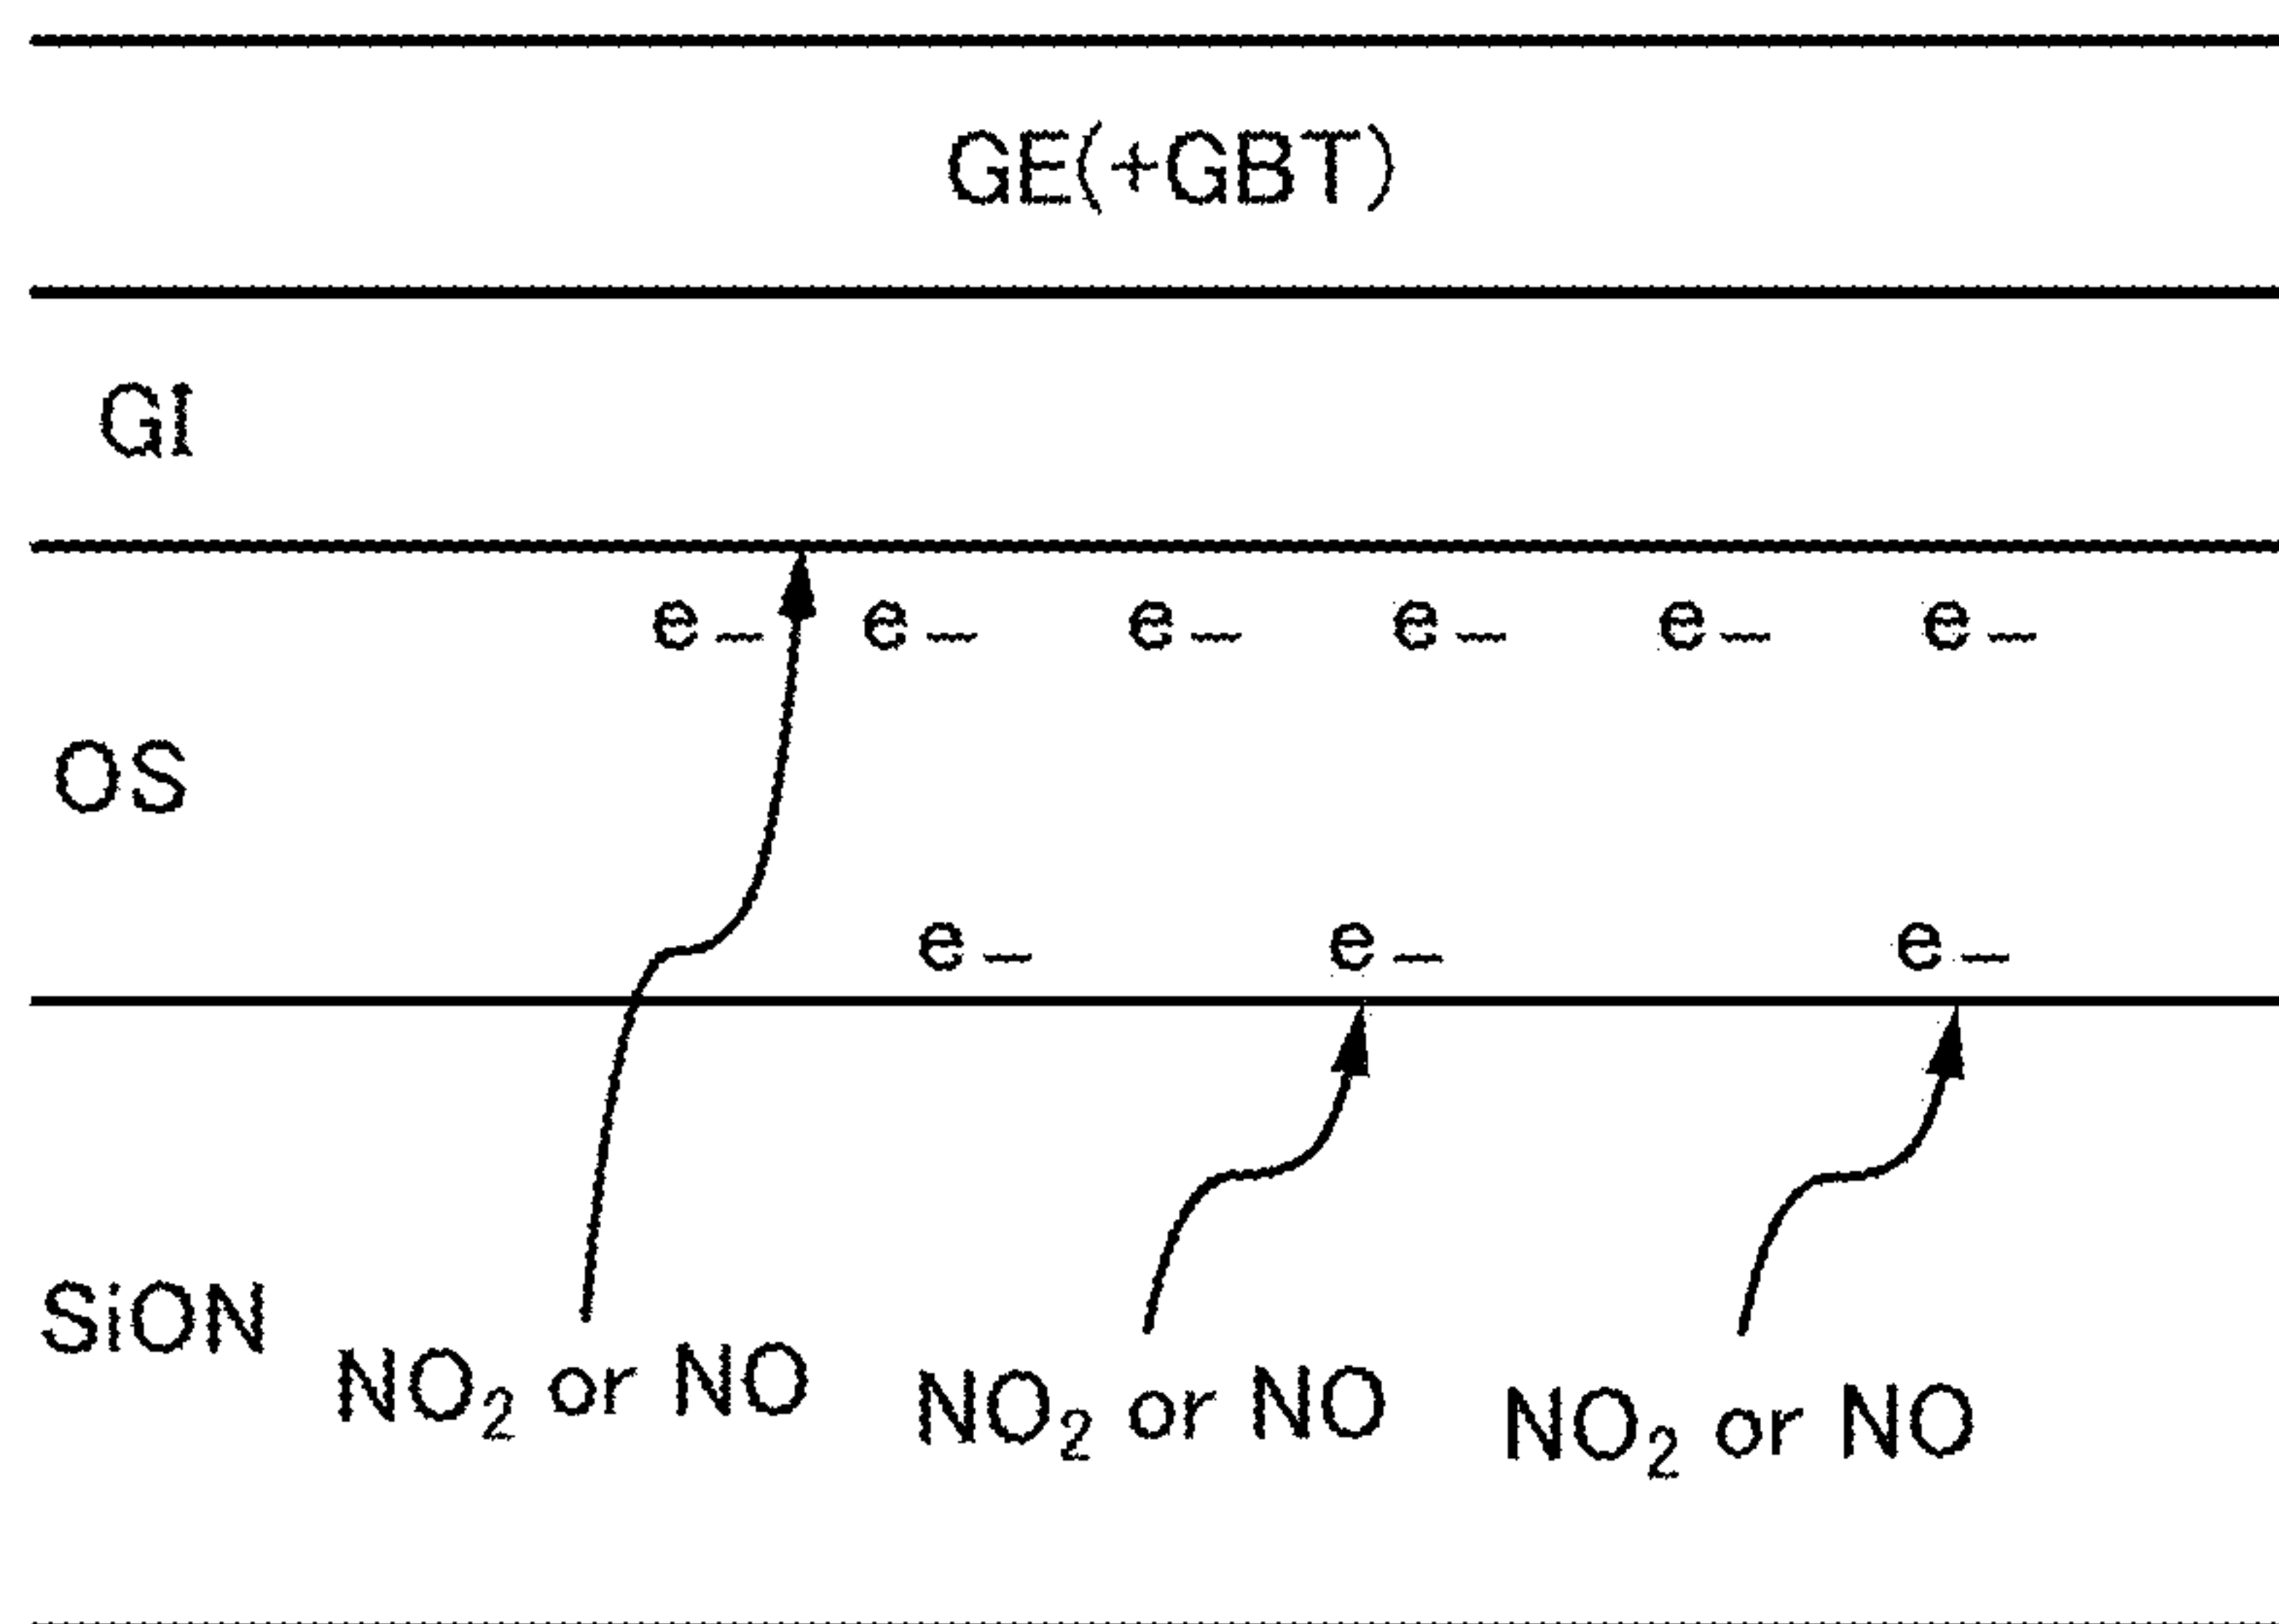 GE(+GBT)
GI
e− e− e− e− e− e−
OS
e− e− e−
SiON
NO₂ or NO NO₂ or NO NO₂ or NO